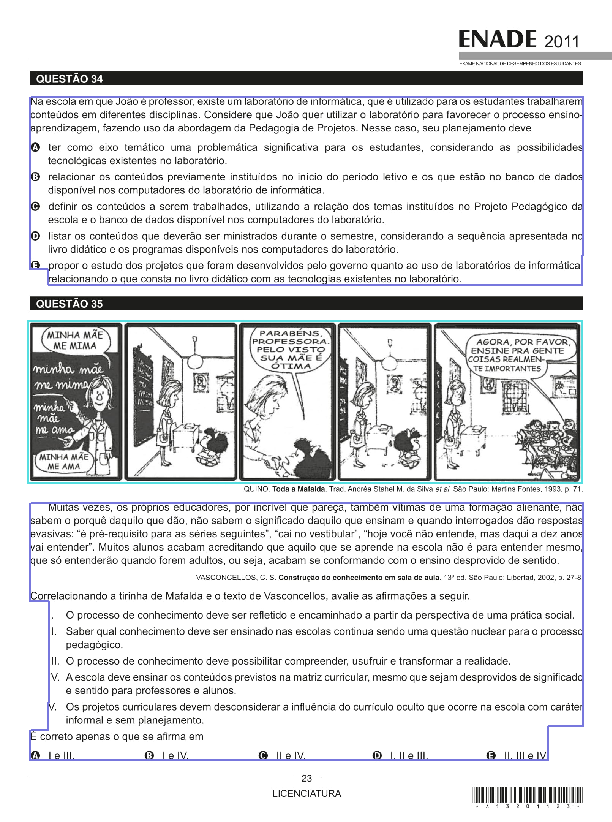 ENADE 2011
EXAME NACIONAL DE DESEMPENHO DOS ESTUDANTES
QUESTÃO 34
Na escola em que João é professor, existe um laboratório de informática, que é utilizado para os estudantes trabalharem
conteúdos em diferentes disciplinas. Considere que João quer utilizar o laboratório para favorecer o processo ensino-
aprendizagem, fazendo uso da abordagem da Pedagogia de Projetos. Nesse caso, seu planejamento deve
A ter como eixo temático uma problemática significativa para os estudantes, considerando as possibilidades
tecnológicas existentes no laboratório.
B relacionar os conteúdos previamente instituídos no início do período letivo e os que estão no banco de dados
disponível nos computadores do laboratório de informática.
C definir os conteúdos a serem trabalhados, utilizando a relação dos temas instituídos no Projeto Pedagógico da
escola e o banco de dados disponível nos computadores do laboratório.
D listar os conteúdos que deverão ser ministrados durante o semestre, considerando a sequência apresentada no
livro didático e os programas disponíveis nos computadores do laboratório.
E propor o estudo dos projetos que foram desenvolvidos pelo governo quanto ao uso de laboratórios de informática,
relacionando o que consta no livro didático com as tecnologias existentes no laboratório.
QUESTÃO 35
MINHA MÃE
ME MIMA
minha mãe
me mima
minha
mãe
me ama
MINHA MÃE
ME AMA
PARABÉNS,
PROFESSORA.
PELO VISTO
SUA MÃE É
ÓTIMA
AGORA, POR FAVOR,
ENSINE PRA GENTE
COISAS REALMEN-
TE IMPORTANTES
QUINO. Toda a Mafalda. Trad. Andréa Stahel M. da Silva et al. São Paulo: Martins Fontes, 1993, p. 71.
Muitas vezes, os próprios educadores, por incrível que pareça, também vítimas de uma formação alienante, não
sabem o porquê daquilo que dão, não sabem o significado daquilo que ensinam e quando interrogados dão respostas
evasivas: “é pré-requisito para as séries seguintes”, “cai no vestibular”, “hoje você não entende, mas daqui a dez anos
vai entender”. Muitos alunos acabam acreditando que aquilo que se aprende na escola não é para entender mesmo,
que só entenderão quando forem adultos, ou seja, acabam se conformando com o ensino desprovido de sentido.
VASCONCELLOS, C. S. Construção do conhecimento em sala de aula. 13ª ed. São Paulo: Libertad, 2002, p. 27-8.
Correlacionando a tirinha de Mafalda e o texto de Vasconcellos, avalie as afirmações a seguir.
I. O processo de conhecimento deve ser refletido e encaminhado a partir da perspectiva de uma prática social.
II. Saber qual conhecimento deve ser ensinado nas escolas continua sendo uma questão nuclear para o processo
pedagógico.
III. O processo de conhecimento deve possibilitar compreender, usufruir e transformar a realidade.
IV. A escola deve ensinar os conteúdos previstos na matriz curricular, mesmo que sejam desprovidos de significado
e sentido para professores e alunos.
V. Os projetos curriculares devem desconsiderar a influência do currículo oculto que ocorre na escola com caráter
informal e sem planejamento.
É correto apenas o que se afirma em
A I e III. B I e IV. C II e IV. D I, II e III. E II, III e IV.
23
LICENCIATURA